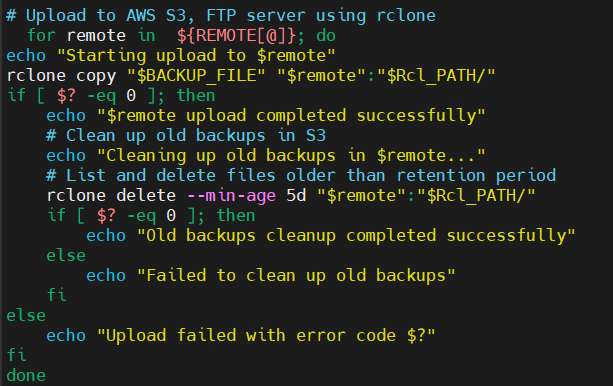 # Upload to AWS S3, FTP server using rclone
  for remote in  ${REMOTE[@]}; do
echo "Starting upload to $remote"
rclone copy "$BACKUP_FILE" "$remote":"$Rcl_PATH/"
if [ $? -eq 0 ]; then
    echo "$remote upload completed successfully"
    # Clean up old backups in S3
    echo "Cleaning up old backups in $remote..."
    # List and delete files older than retention period
    rclone delete --min-age 5d "$remote":"$Rcl_PATH/"
    if [ $? -eq 0 ]; then
        echo "Old backups cleanup completed successfully"
    else
        echo "Failed to clean up old backups"
    fi
else
    echo "Upload failed with error code $?"
fi
done